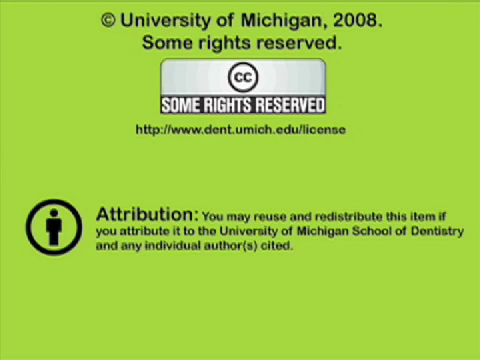 © University of Michigan, 2008.
Some rights reserved.
cc
SOME RIGHTS RESERVED
http://www.dent.umich.edu/license
Attribution: You may reuse and redistribute this item if
you attribute it to the University of Michigan School of Dentistry
and any individual author(s) cited.